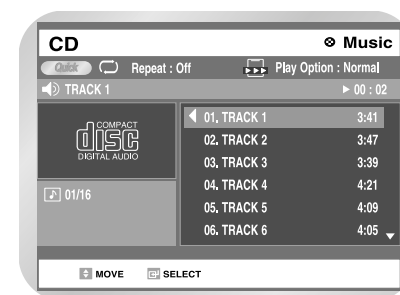 CD
Music
Quick
Repeat : Off
Play Option : Normal
TRACK 1
00 : 02
COMPACT
disc
DIGITAL AUDIO
01/16
01. TRACK 1 3:41
02. TRACK 2 3:47
03. TRACK 3 3:39
04. TRACK 4 4:21
05. TRACK 5 4:09
06. TRACK 6 4:05
MOVE
SELECT